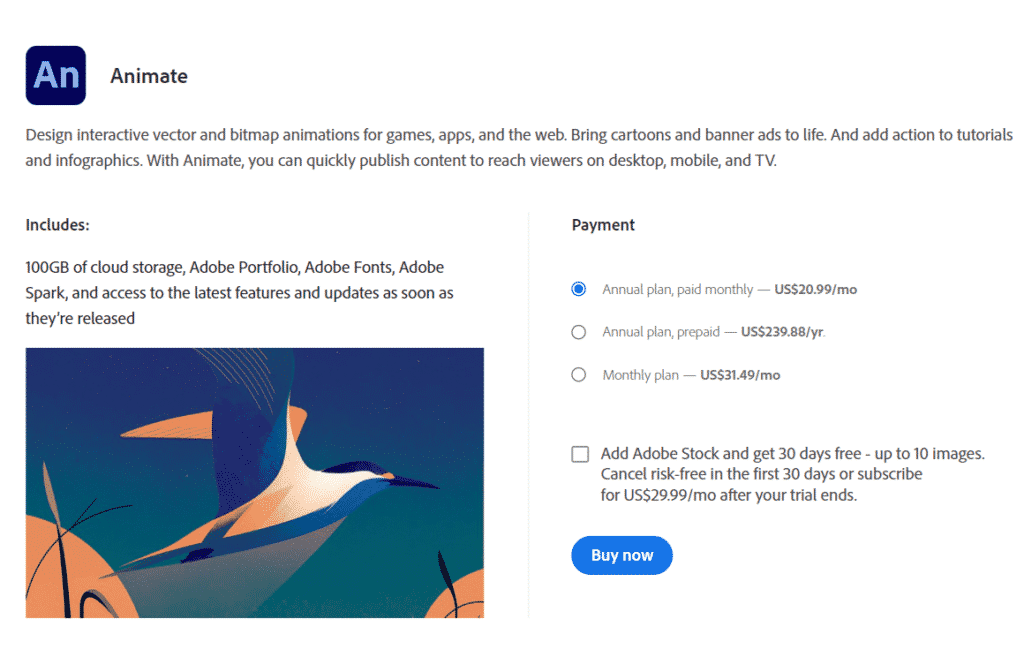 An
Animate
Design interactive vector and bitmap animations for games, apps, and the web. Bring cartoons and banner ads to life. And add action to tutorials
and infographics. With Animate, you can quickly publish content to reach viewers on desktop, mobile, and TV.
Includes:
100GB of cloud storage, Adobe Portfolio, Adobe Fonts, Adobe
Spark, and access to the latest features and updates as soon as
they’re released
Payment
Annual plan, paid monthly — US$20.99/mo
Annual plan, prepaid — US$239.88/yr.
Monthly plan — US$31.49/mo
Add Adobe Stock and get 30 days free - up to 10 images.
Cancel risk-free in the first 30 days or subscribe
for US$29.99/mo after your trial ends.
Buy now